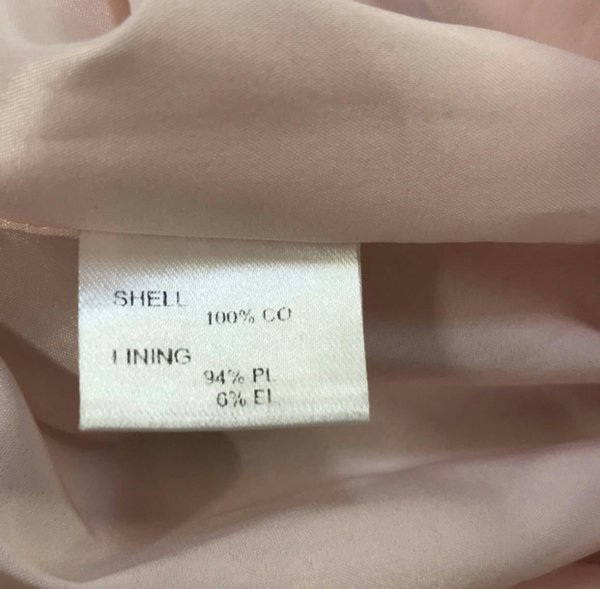 SHELL
100% CO
LINING
94% PL
6% EL